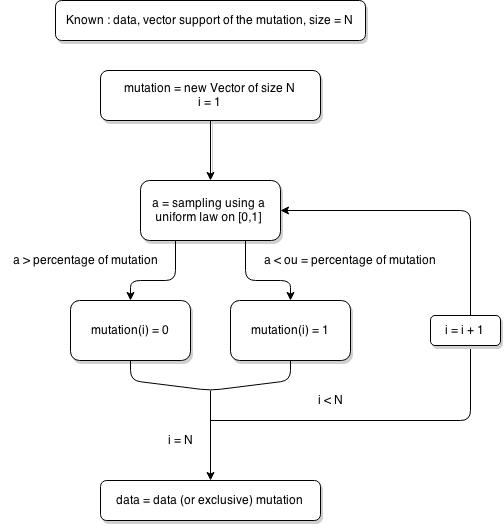 Known : data, vector support of the mutation, size = N
mutation = new Vector of size N
i = 1
a = sampling using a
uniform law on [0,1]
a > percentage of mutation
a < ou = percentage of mutation
mutation(i) = 0
mutation(i) = 1
i = i + 1
i < N
i = N
data = data (or exclusive) mutation